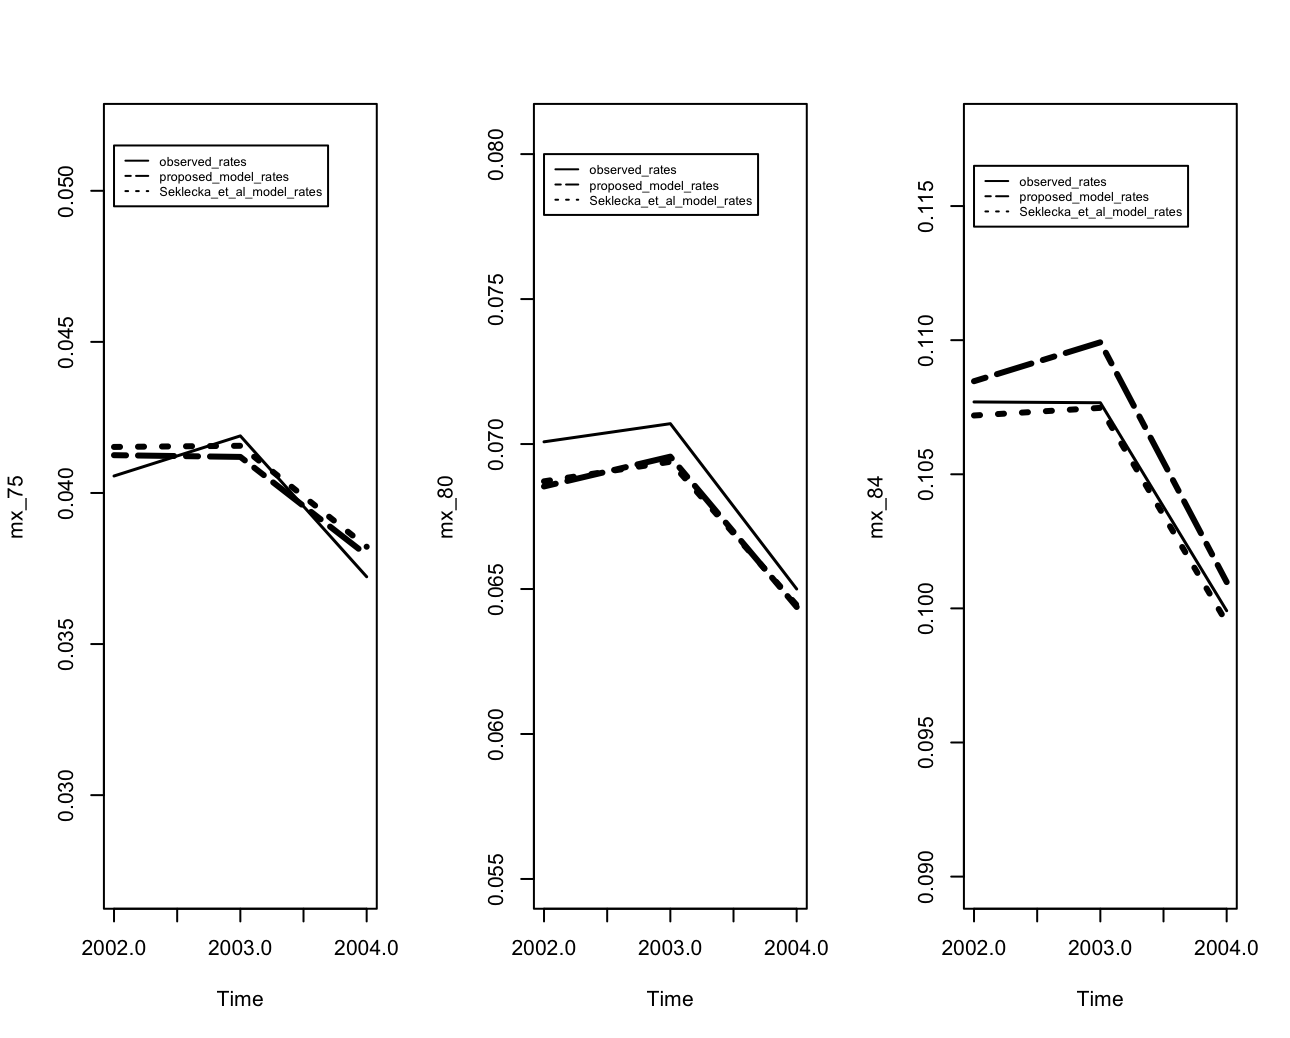 observed_rates
proposed_model_rates
Seklecka_et_al_model_rates
0.050
0.045
0.040
0.035
0.030
mx_75
2002.0 2003.0 2004.0
Time
observed_rates
proposed_model_rates
Seklecka_et_al_model_rates
0.080
0.075
0.070
0.065
0.060
0.055
mx_80
2002.0 2003.0 2004.0
Time
observed_rates
proposed_model_rates
Seklecka_et_al_model_rates
0.115
0.110
0.105
0.100
0.095
0.090
mx_84
2002.0 2003.0 2004.0
Time